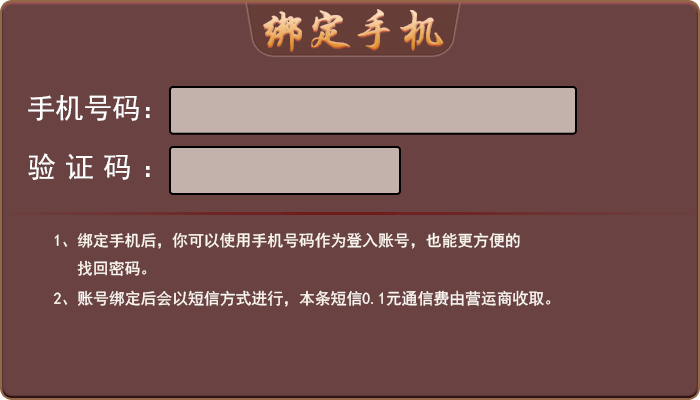 绑定手机
手机号码：
验证码：
1、绑定手机后，你可以使用手机号码作为登入账号，也能更方便的
找回密码。
2、账号绑定后会以短信方式进行，本条短信0.1元通信费由营运商收取。